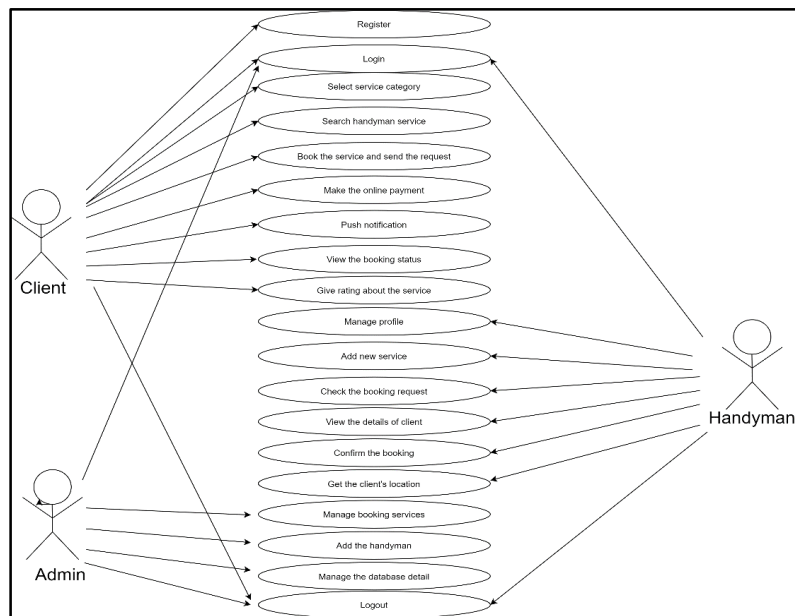 Register
Login
Select service category
Search handyman service
Book the service and send the request
Make the online payment
Push notification
View the booking status
Give rating about the service
Client
Manage profile
Add new service
Check the booking request
View the details of client
Confirm the booking
Get the client's location
Handyman
Manage booking services
Add the handyman
Manage the database detail
Logout
Admin